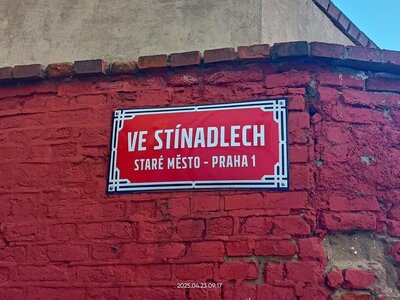 VE STÍNADLECH
STARÉ MĚSTO - PRAHA 1
2025.04.23 09:17